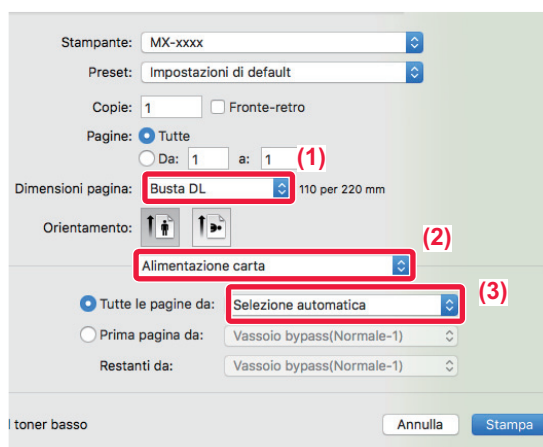 Stampante: MX-xxxx
Preset: Impostazioni di default
Copie: 1 Fronte-retro
Pagine: Tutte
Da: 1 a: 1 (1)
Dimensioni pagina: Busta DL 110 per 220 mm
Orientamento:
(2)
Alimentazione carta
(3)
Tutte le pagine da: Selezione automatica
Prima pagina da: Vassoio bypass(Normale-1)
Restanti da: Vassoio bypass(Normale-1)
l toner basso Annulla Stampa